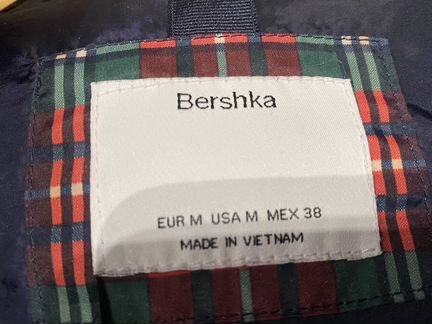 Bershka
EUR M USA M MEX 38
MADE IN VIETNAM